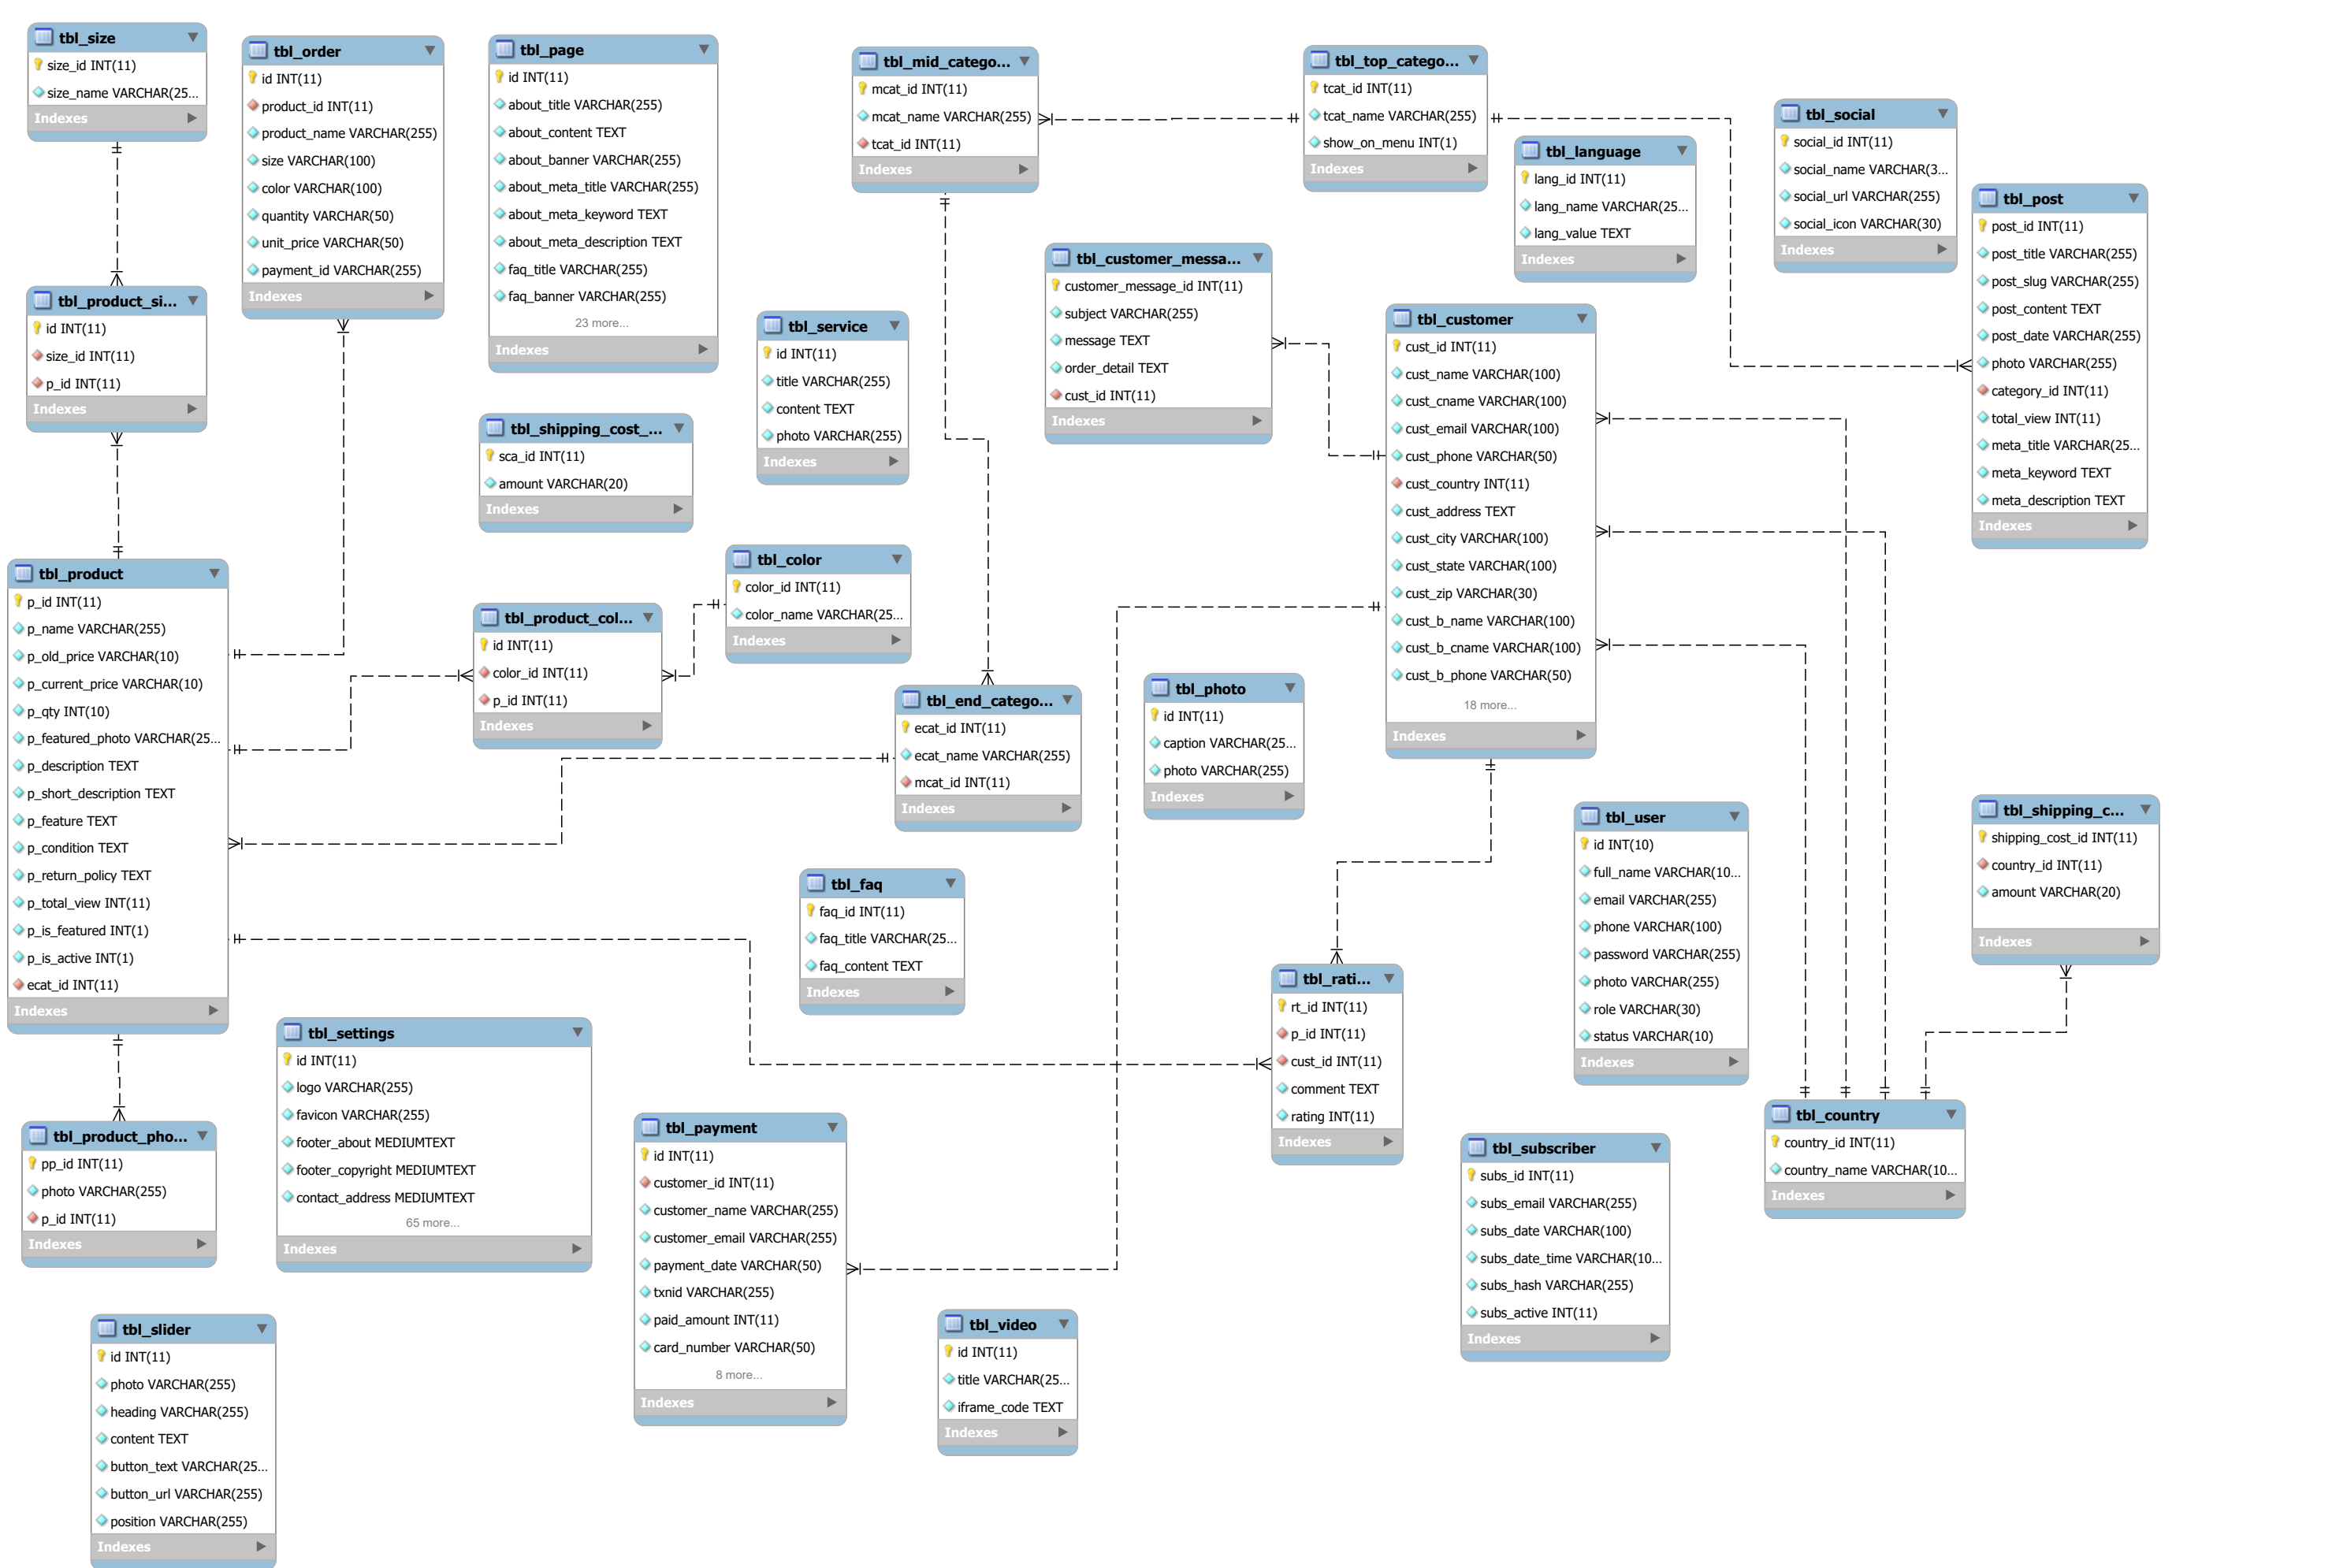 tbl_size
size_id INT(11)
size_name VARCHAR(25...
Indexes
tbl_order
id INT(11)
product_id INT(11)
product_name VARCHAR(255)
size VARCHAR(100)
color VARCHAR(100)
quantity VARCHAR(50)
unit_price VARCHAR(50)
payment_id VARCHAR(255)
Indexes
tbl_page
id INT(11)
about_title VARCHAR(255)
about_content TEXT
about_banner VARCHAR(255)
about_meta_title VARCHAR(255)
about_meta_keyword TEXT
about_meta_description TEXT
faq_title VARCHAR(255)
faq_banner VARCHAR(255)
23 more...
Indexes
tbl_mid_catego...
mcat_id INT(11)
mcat_name VARCHAR(255)
tcat_id INT(11)
Indexes
tbl_top_catego...
tcat_id INT(11)
tcat_name VARCHAR(255)
show_on_menu INT(1)
Indexes
tbl_language
lang_id INT(11)
lang_name VARCHAR(25...
lang_value TEXT
Indexes
tbl_social
social_id INT(11)
social_name VARCHAR(3...
social_url VARCHAR(255)
social_icon VARCHAR(30)
Indexes
tbl_post
post_id INT(11)
post_title VARCHAR(255)
post_slug VARCHAR(255)
post_content TEXT
post_date VARCHAR(255)
photo VARCHAR(255)
category_id INT(11)
total_view INT(11)
meta_title VARCHAR(25...
meta_keyword TEXT
meta_description TEXT
Indexes
tbl_product_si...
id INT(11)
size_id INT(11)
p_id INT(11)
Indexes
tbl_service
id INT(11)
title VARCHAR(255)
content TEXT
photo VARCHAR(255)
Indexes
tbl_customer_messa...
customer_message_id INT(11)
subject VARCHAR(255)
message TEXT
order_detail TEXT
cust_id INT(11)
Indexes
tbl_customer
cust_id INT(11)
cust_name VARCHAR(100)
cust_cname VARCHAR(100)
cust_email VARCHAR(100)
cust_phone VARCHAR(50)
cust_country INT(11)
cust_address TEXT
cust_city VARCHAR(100)
cust_state VARCHAR(100)
cust_zip VARCHAR(30)
cust_b_name VARCHAR(100)
cust_b_cname VARCHAR(100)
cust_b_phone VARCHAR(50)
18 more...
Indexes
tbl_shipping_cost_...
sca_id INT(11)
amount VARCHAR(20)
Indexes
tbl_product
p_id INT(11)
p_name VARCHAR(255)
p_old_price VARCHAR(10)
p_current_price VARCHAR(10)
p_qty INT(10)
p_featured_photo VARCHAR(25...
p_description TEXT
p_short_description TEXT
p_feature TEXT
p_condition TEXT
p_return_policy TEXT
p_total_view INT(11)
p_is_featured INT(1)
p_is_active INT(1)
ecat_id INT(11)
Indexes
tbl_product_col...
id INT(11)
color_id INT(11)
p_id INT(11)
Indexes
tbl_color
color_id INT(11)
color_name VARCHAR(25...
Indexes
tbl_end_catego...
ecat_id INT(11)
ecat_name VARCHAR(255)
mcat_id INT(11)
Indexes
tbl_photo
id INT(11)
caption VARCHAR(25...
photo VARCHAR(255)
Indexes
tbl_user
id INT(10)
full_name VARCHAR(10...
email VARCHAR(255)
phone VARCHAR(100)
password VARCHAR(255)
photo VARCHAR(255)
role VARCHAR(30)
status VARCHAR(10)
Indexes
tbl_shipping_c...
shipping_cost_id INT(11)
country_id INT(11)
amount VARCHAR(20)
Indexes
tbl_faq
faq_id INT(11)
faq_title VARCHAR(25...
faq_content TEXT
Indexes
tbl_rati...
rt_id INT(11)
p_id INT(11)
cust_id INT(11)
comment TEXT
rating INT(11)
Indexes
tbl_settings
id INT(11)
logo VARCHAR(255)
favicon VARCHAR(255)
footer_about MEDIUMTEXT
footer_copyright MEDIUMTEXT
contact_address MEDIUMTEXT
65 more...
Indexes
tbl_product_pho...
pp_id INT(11)
photo VARCHAR(255)
p_id INT(11)
Indexes
tbl_payment
id INT(11)
customer_id INT(11)
customer_name VARCHAR(255)
customer_email VARCHAR(255)
payment_date VARCHAR(50)
txnid VARCHAR(255)
paid_amount INT(11)
card_number VARCHAR(50)
8 more...
Indexes
tbl_subscriber
subs_id INT(11)
subs_email VARCHAR(255)
subs_date VARCHAR(100)
subs_date_time VARCHAR(10...
subs_hash VARCHAR(255)
subs_active INT(11)
Indexes
tbl_country
country_id INT(11)
country_name VARCHAR(10...
Indexes
tbl_slider
id INT(11)
photo VARCHAR(255)
heading VARCHAR(255)
content TEXT
button_text VARCHAR(25...
button_url VARCHAR(255)
position VARCHAR(255)
Indexes
tbl_video
id INT(11)
title VARCHAR(25...
iframe_code TEXT
Indexes